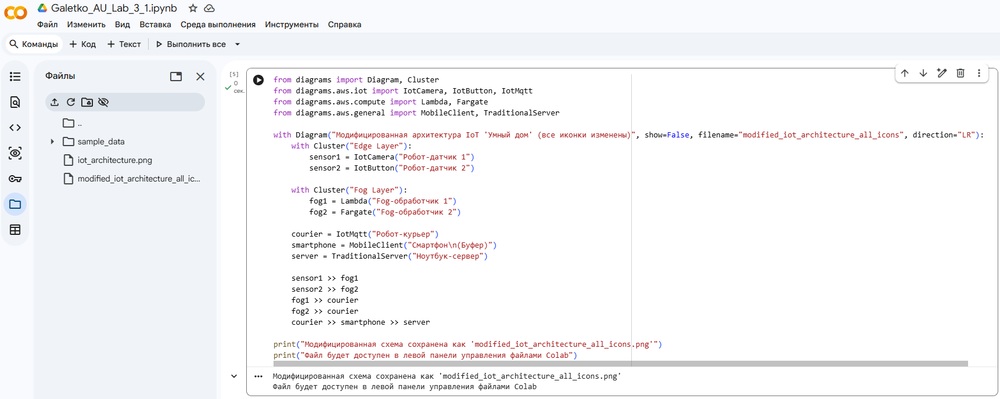 Galetko_AU_Lab_3_1.ipynb
Файл Изменить Вид Вставка Среда выполнения Инструменты Справка
Команды + Код + Текст Выполнить все
Файлы
..
sample_data
iot_architecture.png
modified_iot_architecture_all_ic...
[5]
0
сек.
from diagrams import Diagram, Cluster
from diagrams.aws.iot import IotCamera, IotButton, IotMqtt
from diagrams.aws.compute import Lambda, Fargate
from diagrams.aws.general import MobileClient, TraditionalServer
with Diagram("Модифицированная архитектура IoT 'Умный дом' (все иконки изменены)", show=False, filename="modified_iot_architecture_all_icons", direction="LR"):
with Cluster("Edge Layer"):
sensor1 = IotCamera("Робот-датчик 1")
sensor2 = IotButton("Робот-датчик 2")
with Cluster("Fog Layer"):
fog1 = Lambda("Fog-обработчик 1")
fog2 = Fargate("Fog-обработчик 2")
courier = IotMqtt("Робот-курьер")
smartphone = MobileClient("Смартфон\n(Буфер)")
server = TraditionalServer("Ноутбук-сервер")
sensor1 >> fog1
sensor2 >> fog2
fog1 >> courier
fog2 >> courier
courier >> smartphone >> server
print("Модифицированная схема сохранена как 'modified_iot_architecture_all_icons.png'")
print("Файл будет доступен в левой панели управления файлами Colab")
Модифицированная схема сохранена как 'modified_iot_architecture_all_icons.png'
Файл будет доступен в левой панели управления файлами Colab